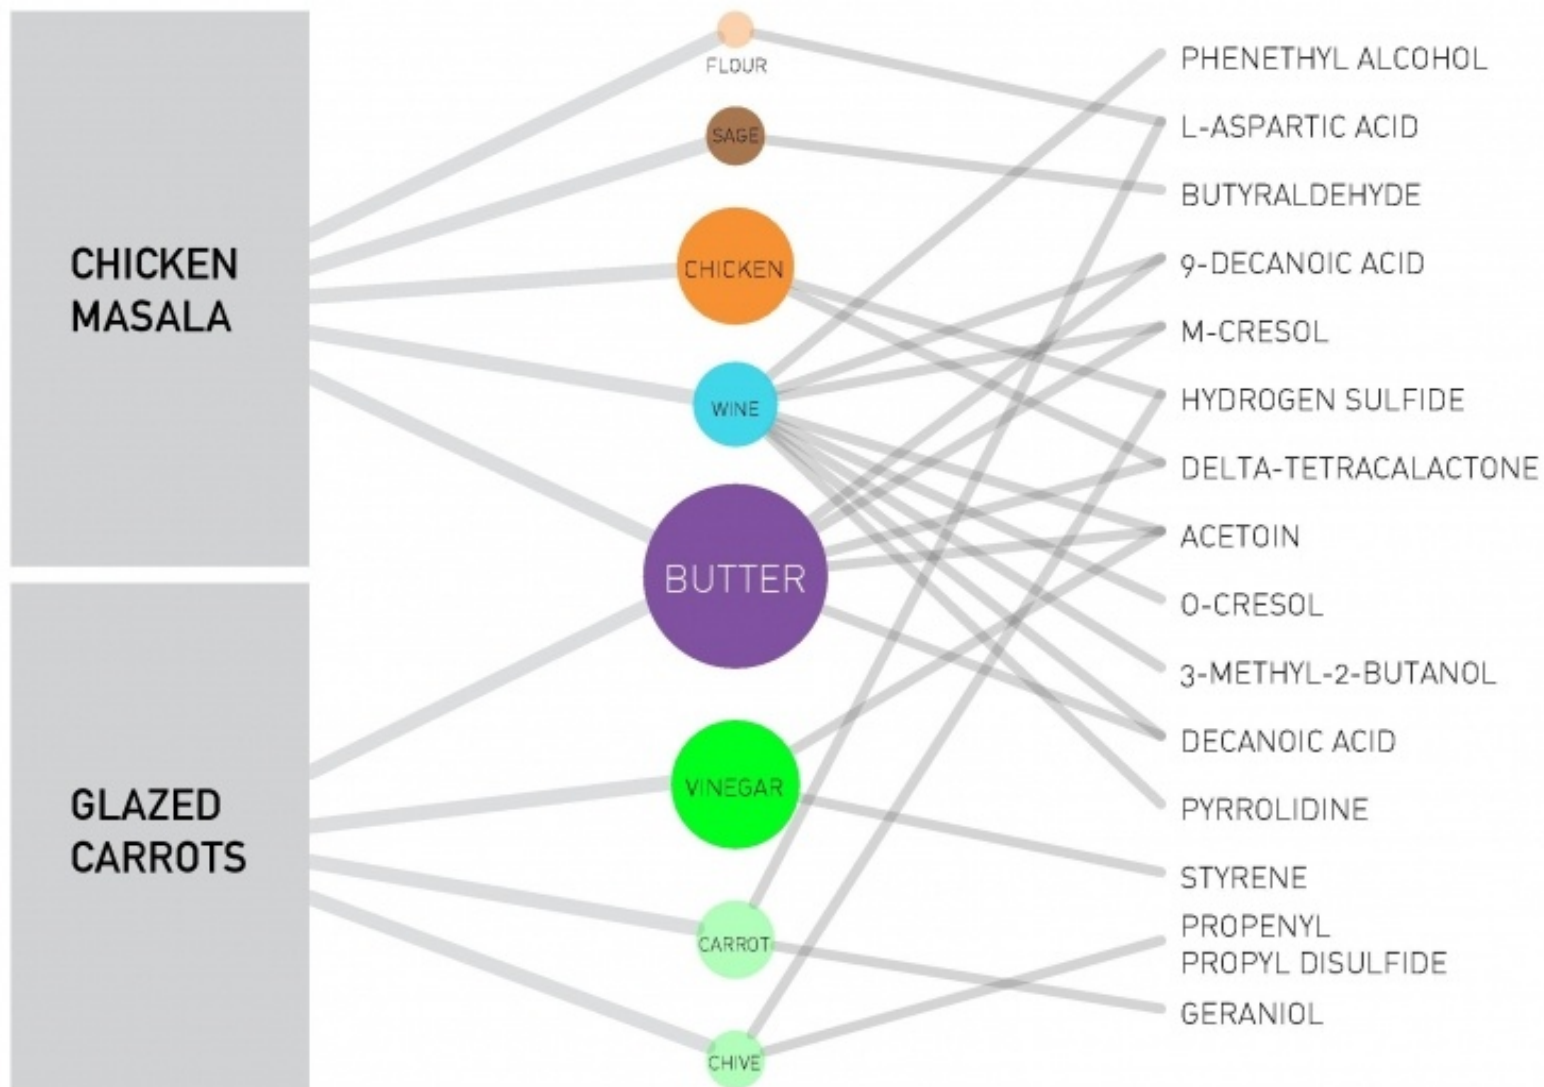 CHICKEN
MASALA
GLAZED
CARROTS
FLOUR
SAGE
CHICKEN
WINE
BUTTER
VINEGAR
CARROT
CHIVE
PHENETHYL ALCOHOL
L-ASPARTIC ACID
BUTYRALDEHYDE
9-DECANOIC ACID
M-CRESOL
HYDROGEN SULFIDE
DELTA-TETRACALACTONE
ACETOIN
O-CRESOL
3-METHYL-2-BUTANOL
DECANOIC ACID
PYRROLIDINE
STYRENE
PROPENYL
PROPYL DISULFIDE
GERANIOL